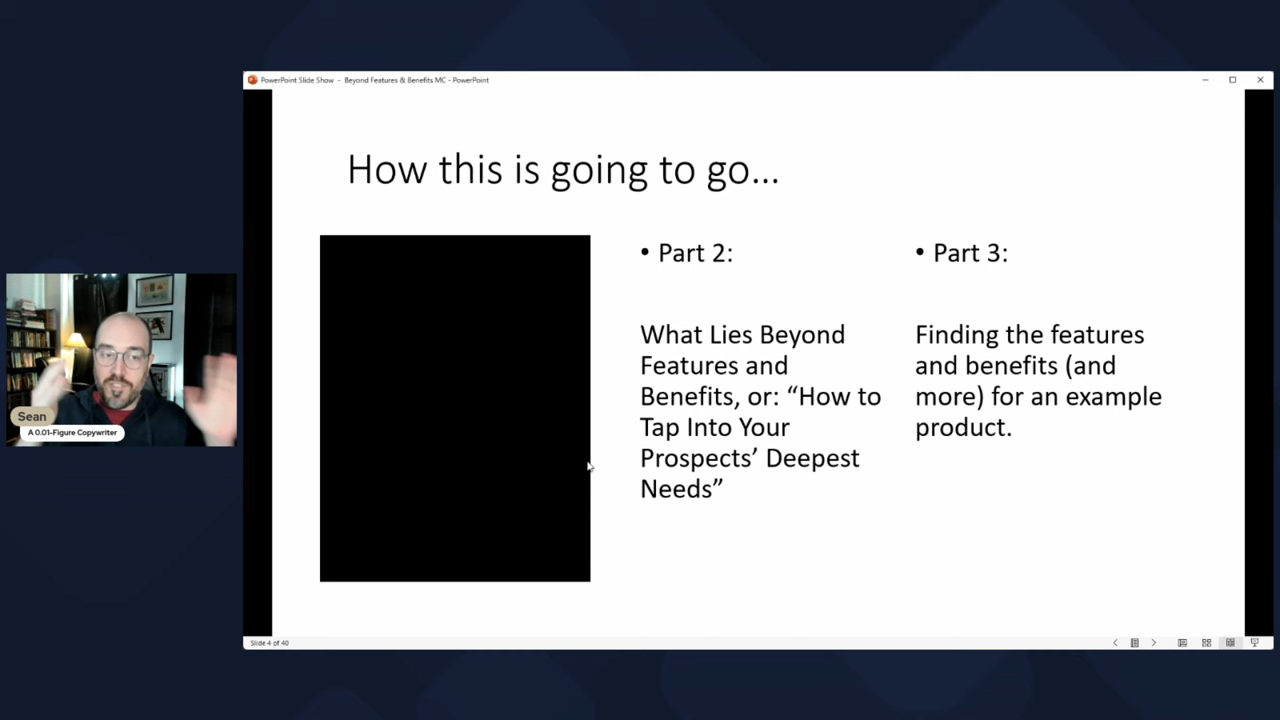 PowerPoint Slide Show - Beyond Features & Benefits MC - PowerPoint
How this is going to go...
• Part 2:
What Lies Beyond
Features and
Benefits, or: “How to
Tap Into Your
Prospects’ Deepest
Needs”
• Part 3:
Finding the features
and benefits (and
more) for an example
product.
Sean
A 0.01-Figure Copywriter
Slide 4 of 40